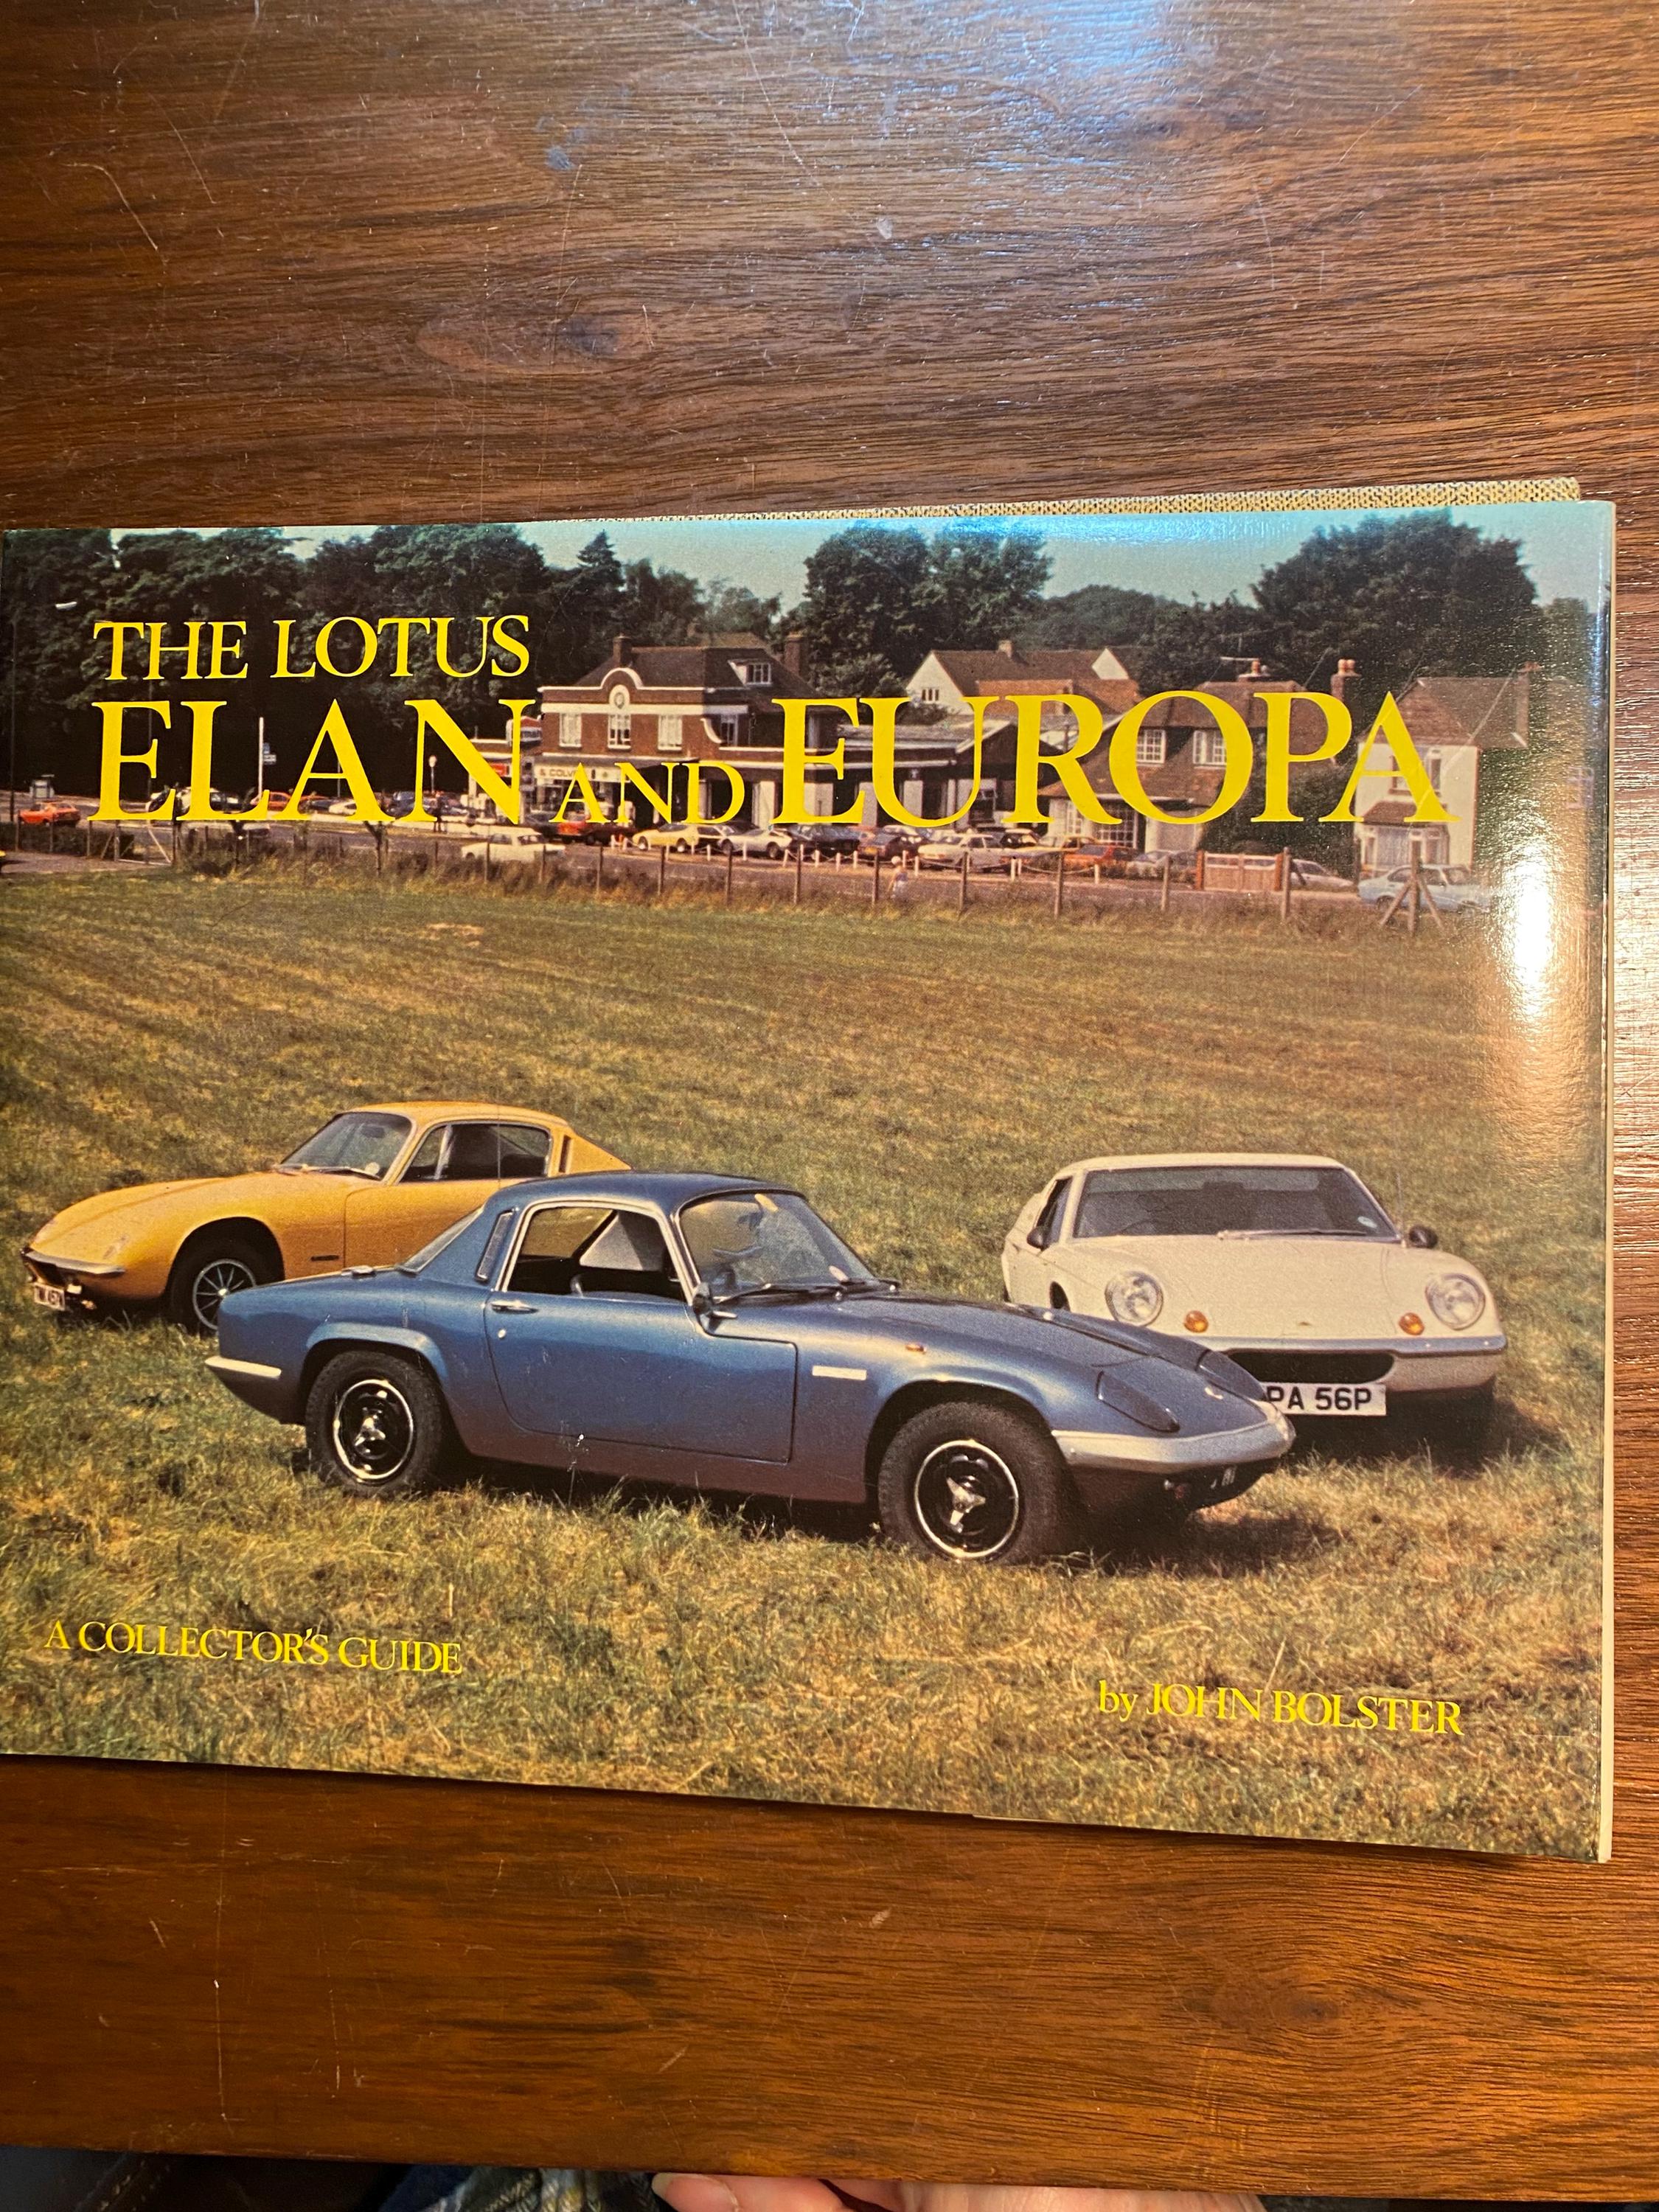 THE LOTUS
ELAN AND EUROPA
PA 56P
A COLLECTOR'S GUIDE
by JOHN BOLSTER